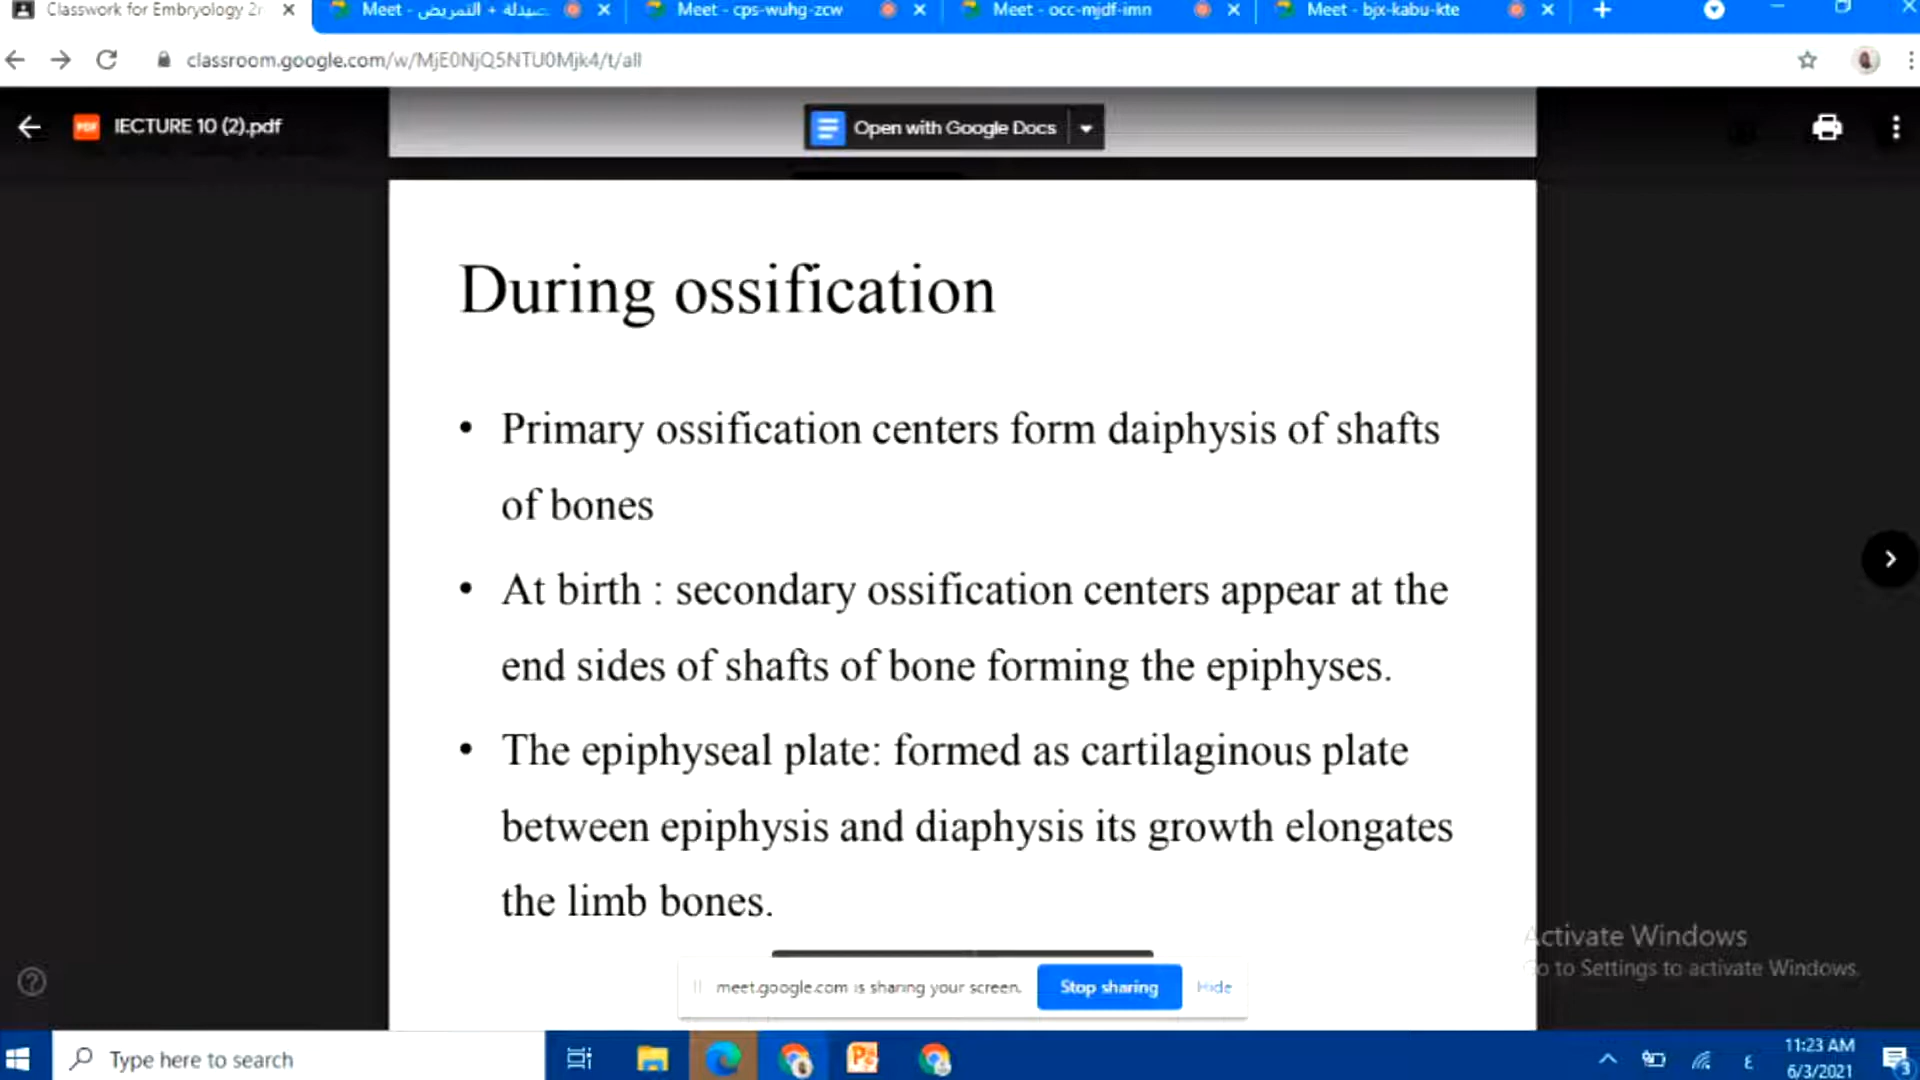 Classwork for Embryology 2
Meet - صيدلة + التمريض
Meet - cps-wuhg-zcw
Meet - occ-mjdf-imn
Meet - bjx-kabu-kte
classroom.google.com/w/MjE0NjQ5NTU0Mjk4/t/all
PDF
lECTURE 10 (2).pdf
Open with Google Docs
During ossification
• Primary ossification centers form daiphysis of shafts
of bones
• At birth : secondary ossification centers appear at the
end sides of shafts of bone forming the epiphyses.
• The epiphyseal plate: formed as cartilaginous plate
between epiphysis and diaphysis its growth elongates
the limb bones.
Activate Windows
Go to Settings to activate Windows.
meet.google.com is sharing your screen.
Stop sharing
Hide
Type here to search
ع
11:23 AM
6/3/2021
3